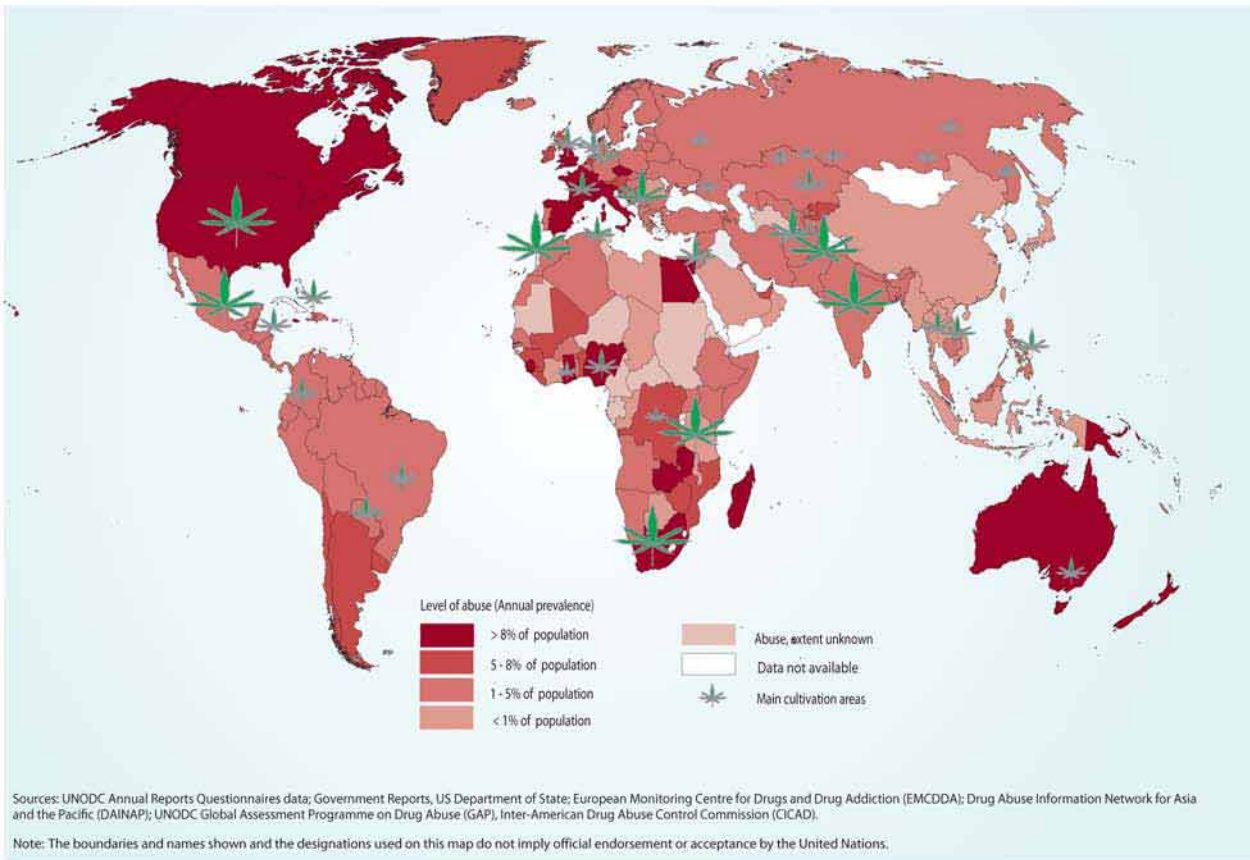 Level of abuse (Annual prevalence)
> 8% of population
5 - 8% of population
1 - 5% of population
< 1% of population
Abuse, extent unknown
Data not available
Main cultivation areas
Sources: UNODC Annual Reports Questionnaires data; Government Reports, US Department of State; European Monitoring Centre for Drugs and Drug Addiction (EMCDDA); Drug Abuse Information Network for Asia
and the Pacific (DAINAP); UNODC Global Assessment Programme on Drug Abuse (GAP), Inter-American Drug Abuse Control Commission (CICAD).
Note: The boundaries and names shown and the designations used on this map do not imply official endorsement or acceptance by the United Nations.